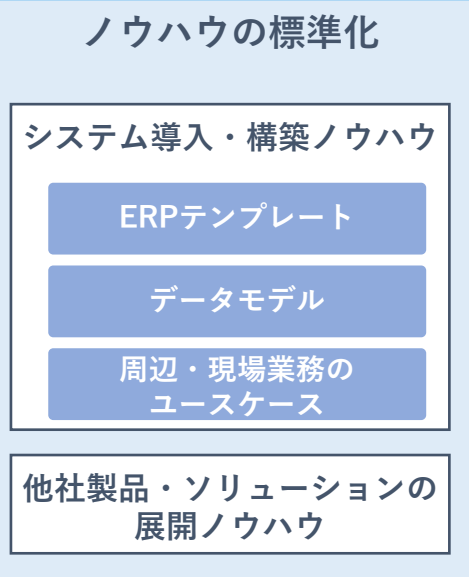 ノウハウの標準化
システム導入・構築ノウハウ
ERPテンプレート
データモデル
周辺・現場業務の
ユースケース
他社製品・ソリューションの
展開ノウハウ